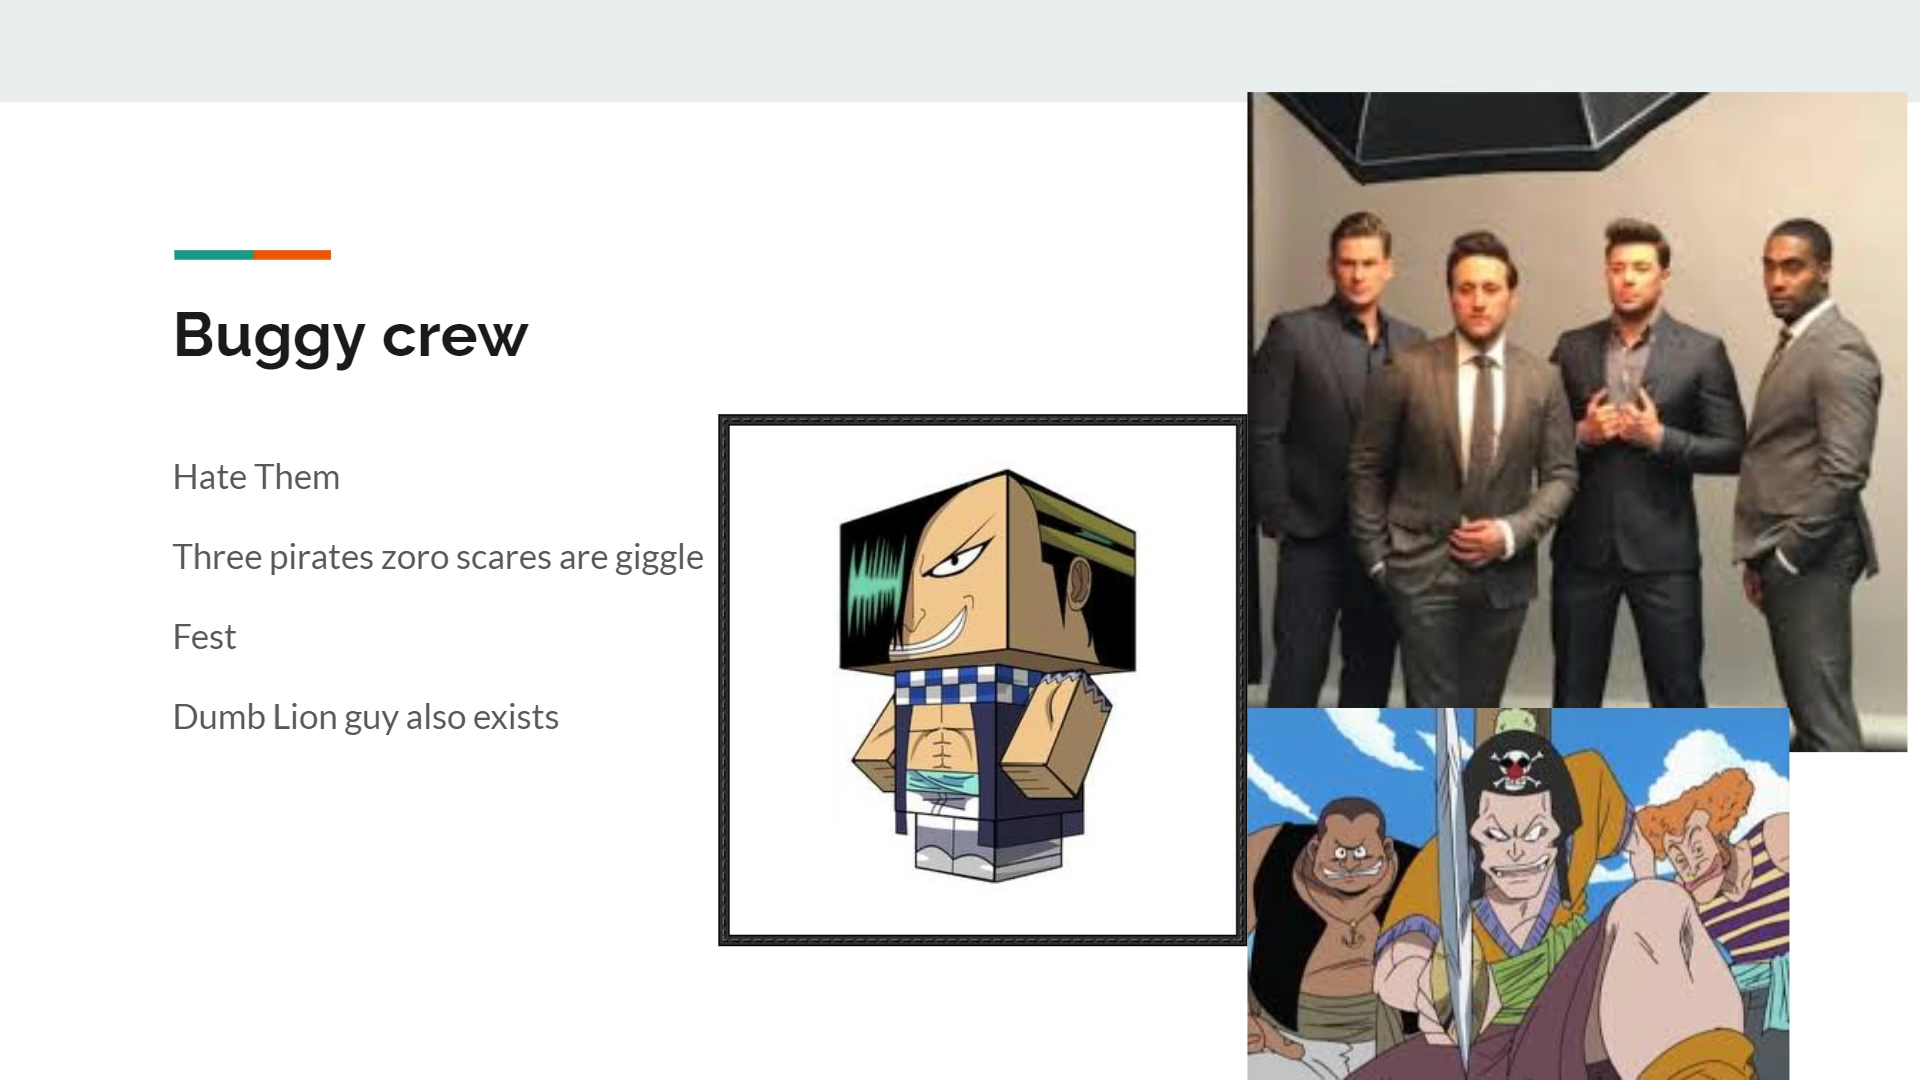 Buggy crew
Hate Them
Three pirates zoro scares are giggle
Fest
Dumb Lion guy also exists